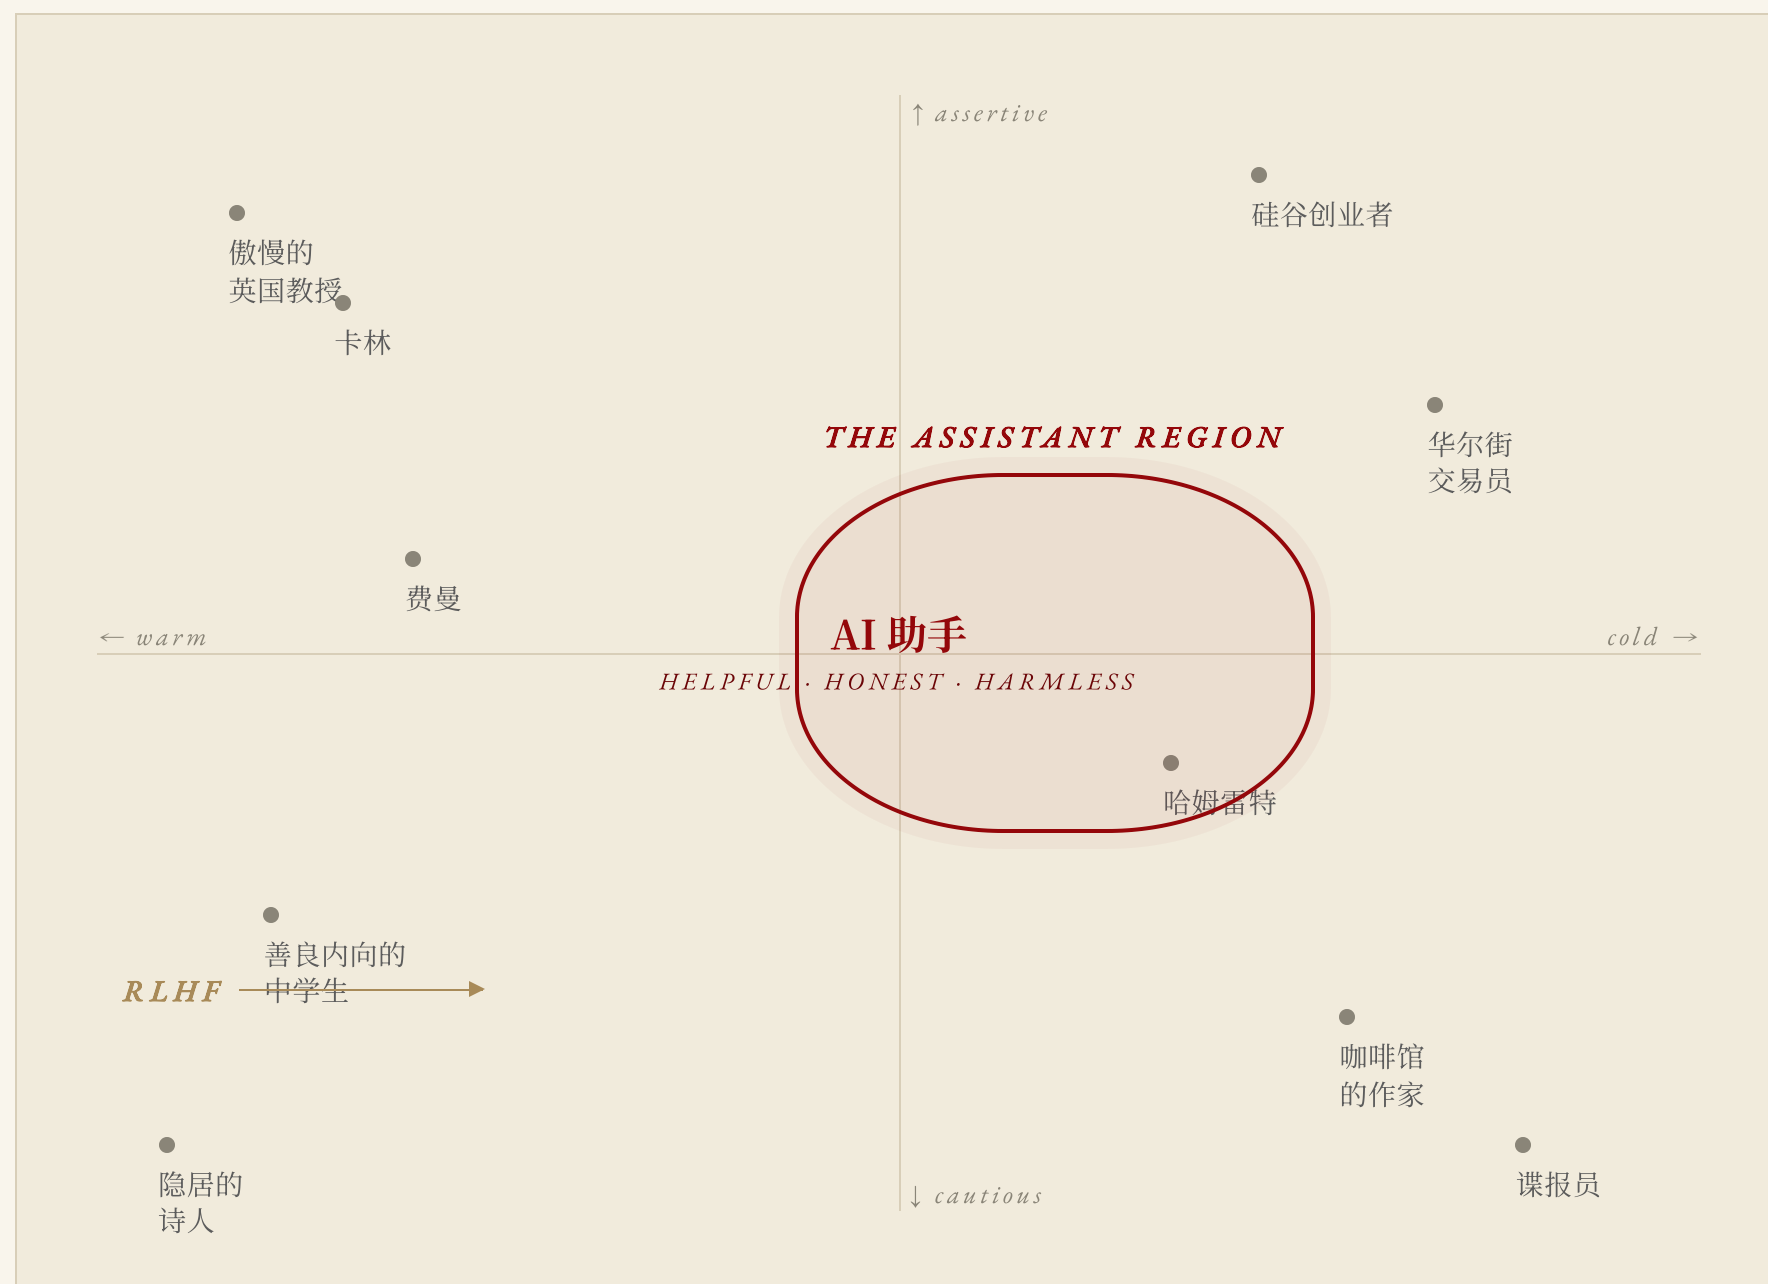 ↑ assertive
硅谷创业者
傲慢的
英国教授
卡林
THE ASSISTANT REGION
华尔街
交易员
费曼
← warm
AI 助手
cold →
HELPFUL · HONEST · HARMLESS
哈姆雷特
善良内向的
中学生
RLHF
咖啡馆
的作家
隐居的
诗人
↓ cautious
谍报员